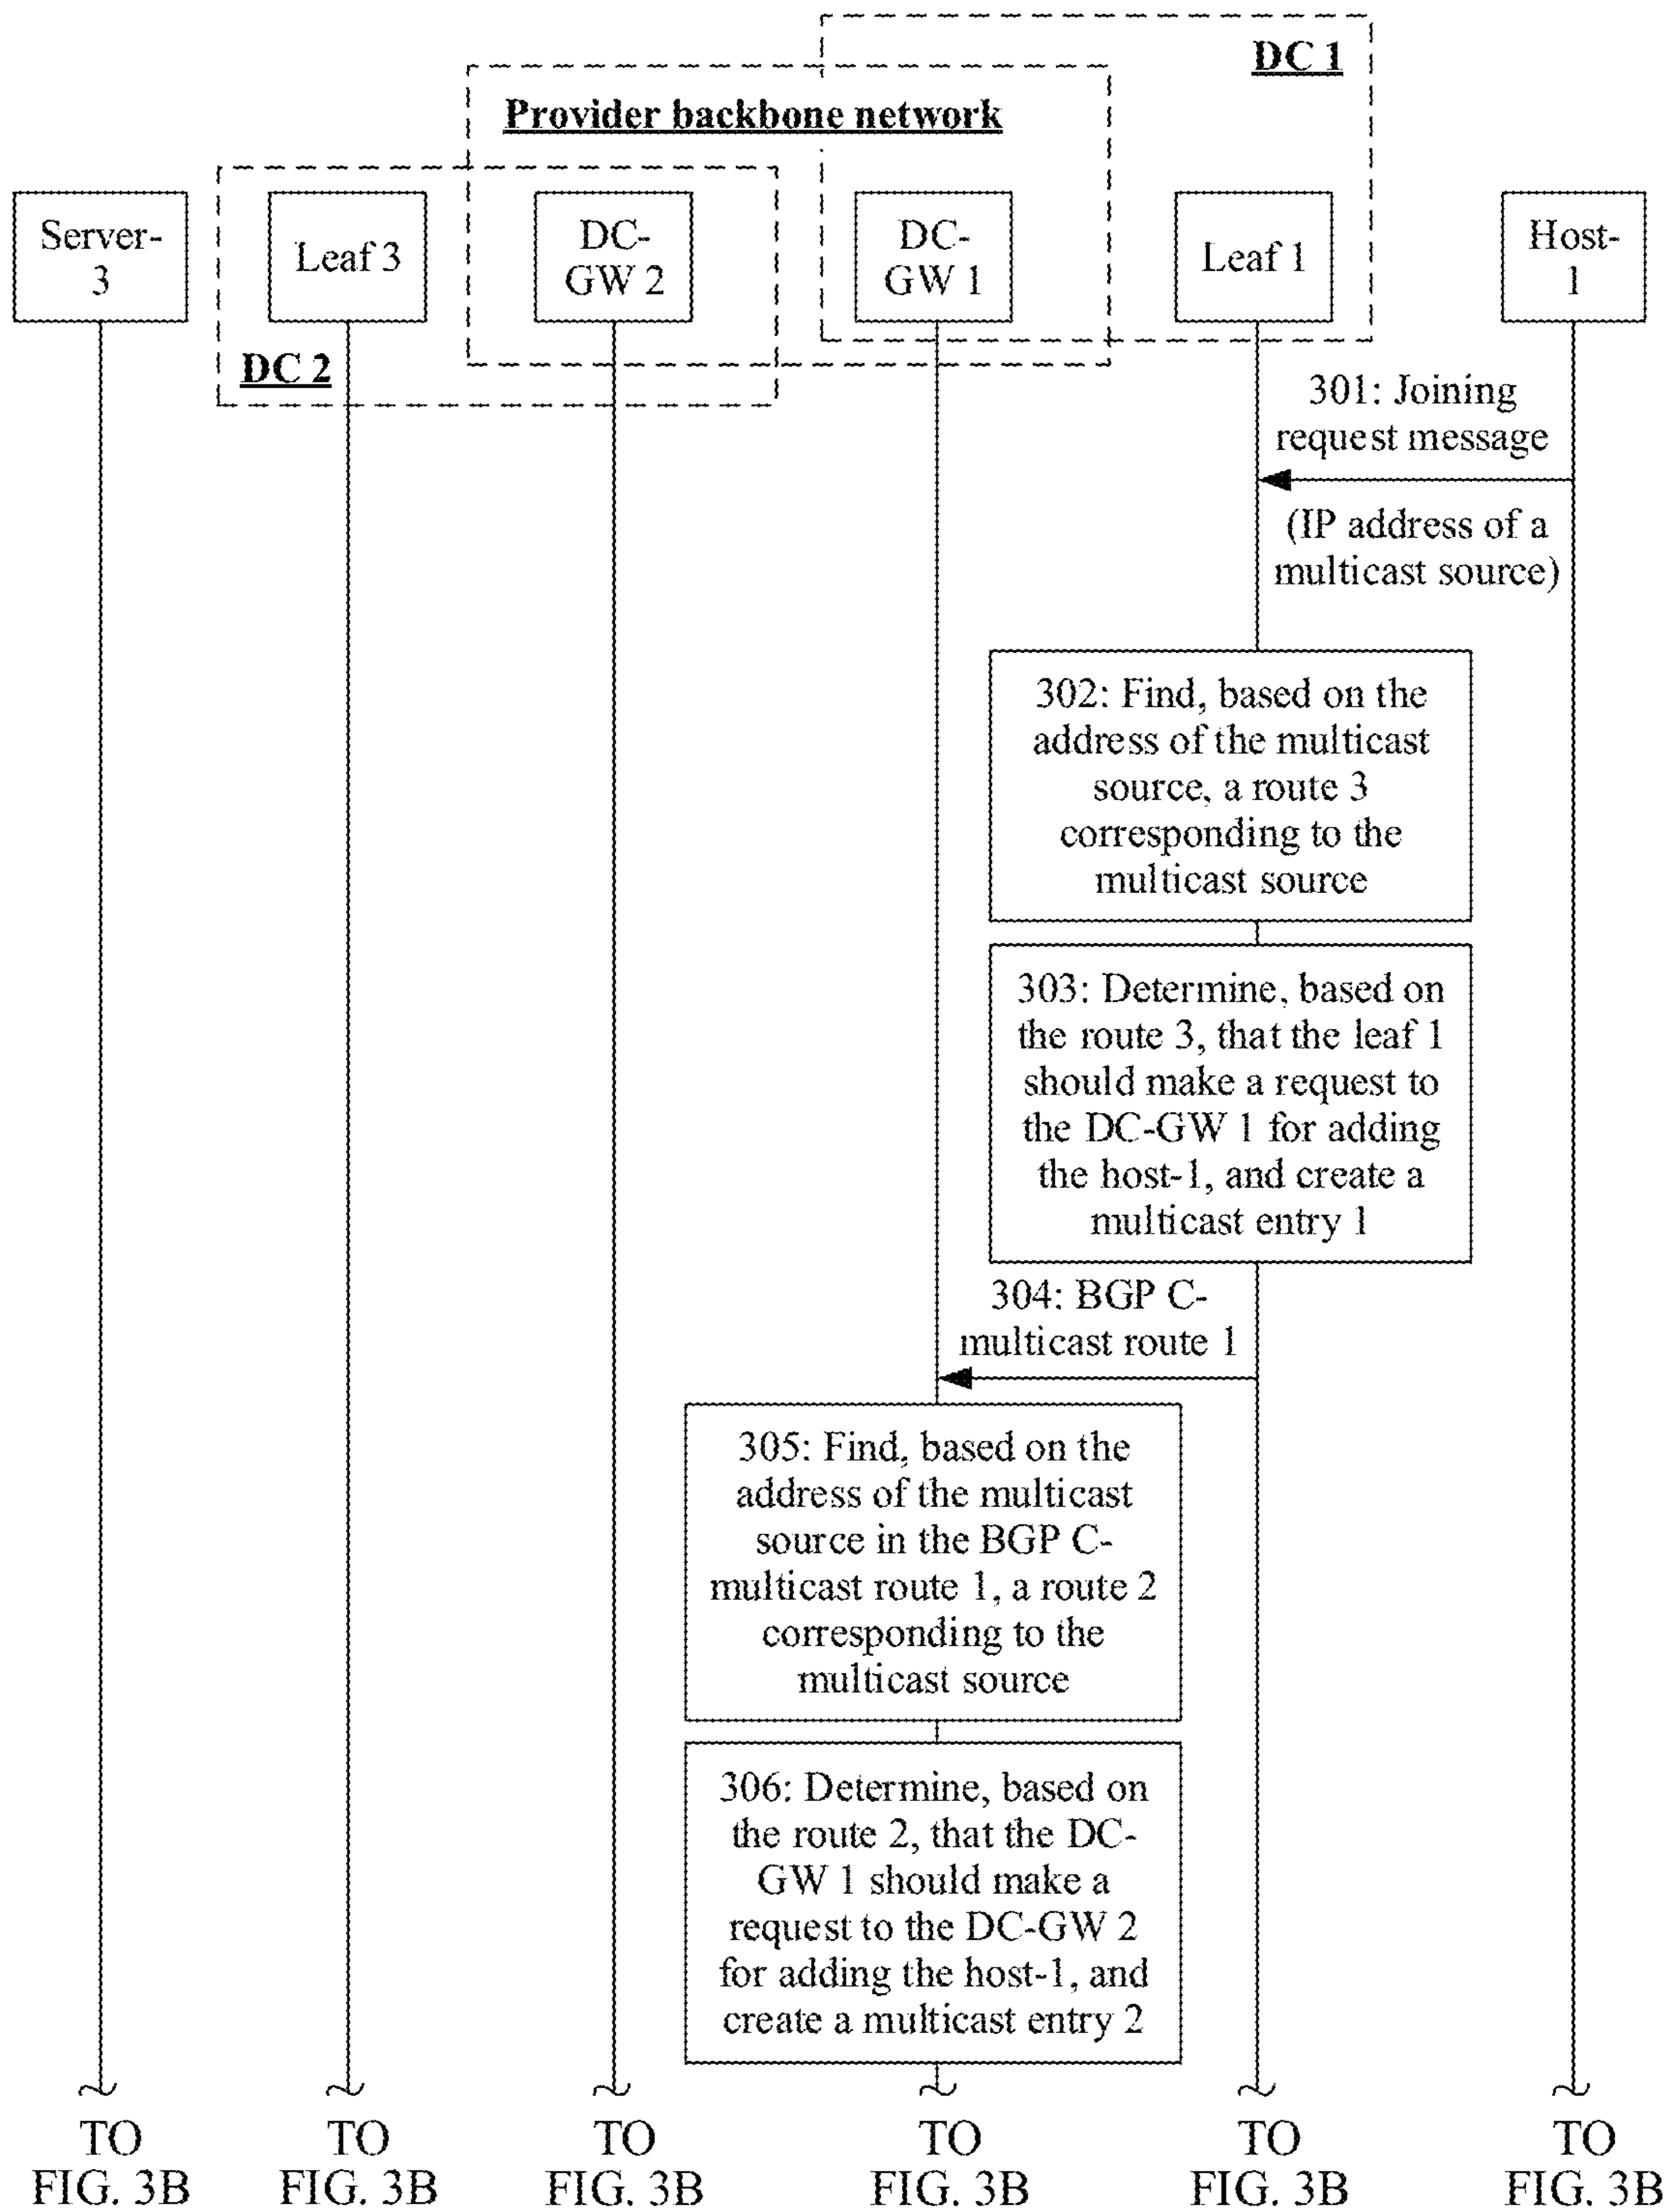 DC 1
Provider backbone network
Server-
3
Leaf 3
DC-
GW 2
DC-
GW 1
Leaf 1
Host-
1
DC 2
301: Joining
request message
(IP address of a
multicast source)
302: Find, based on the
address of the multicast
source, a route 3
corresponding to the
multicast source
303: Determine, based on
the route 3, that the leaf 1
should make a request to
the DC-GW 1 for adding
the host-1, and create a
multicast entry 1
304: BGP C-
multicast route 1
305: Find, based on the
address of the multicast
source in the BGP C-
multicast route 1, a route 2
corresponding to the
multicast source
306: Determine, based on
the route 2, that the DC-
GW 1 should make a
request to the DC-GW 2
for adding the host-1, and
create a multicast entry 2
TO
FIG. 3B
TO
FIG. 3B
TO
FIG. 3B
TO
FIG. 3B
TO
FIG. 3B
TO
FIG. 3B